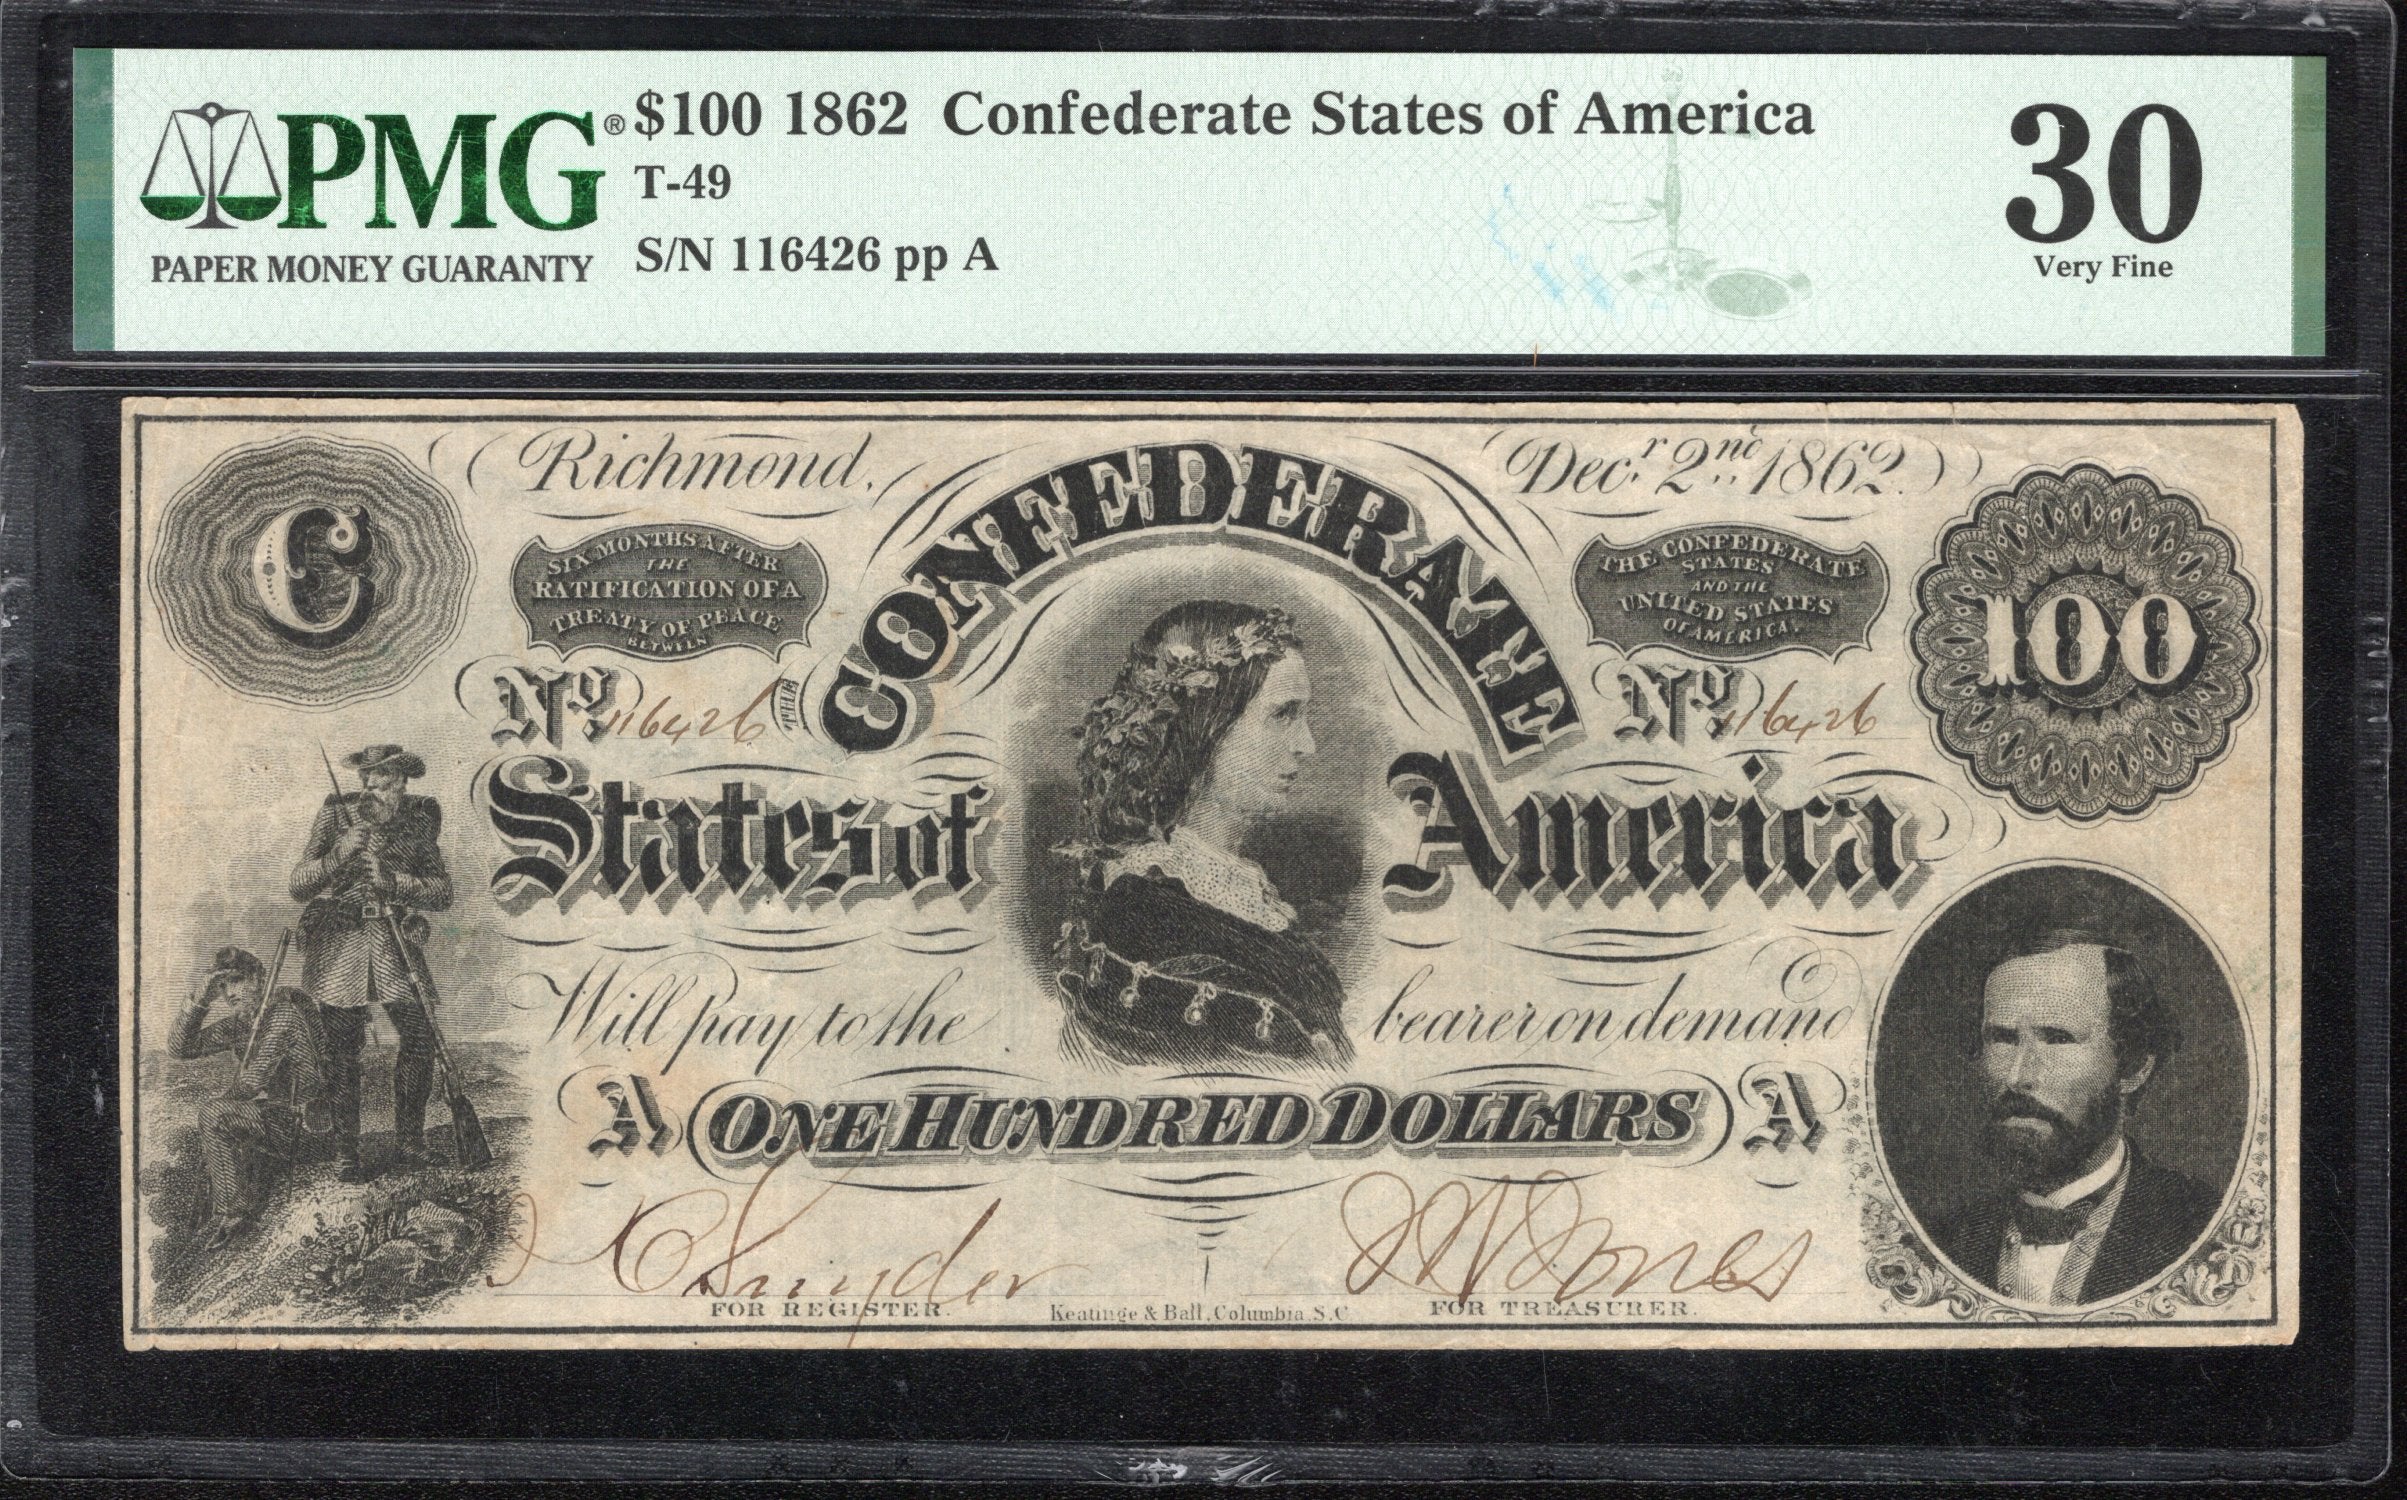 PMG®
PAPER MONEY GUARANTY
$100 1862 Confederate States of America
T-49
S/N 116426 pp A
30
Very Fine
Richmond,
Decr. 2nd. 1862.
C
SIX MONTHS AFTER
THE
RATIFICATION OF A
TREATY OF PEACE
BETWEEN
THE CONFEDERATE
STATES
AND THE
UNITED STATES
OF AMERICA.
100
No. 116426
THE
CONFEDERATE
No. 116426
States of America
Will pay to the bearer on demand
A ONE HUNDRED DOLLARS A
Snyder
Jones
FOR REGISTER.
Keatinge & Ball, Columbia, S.C.
FOR TREASURER.